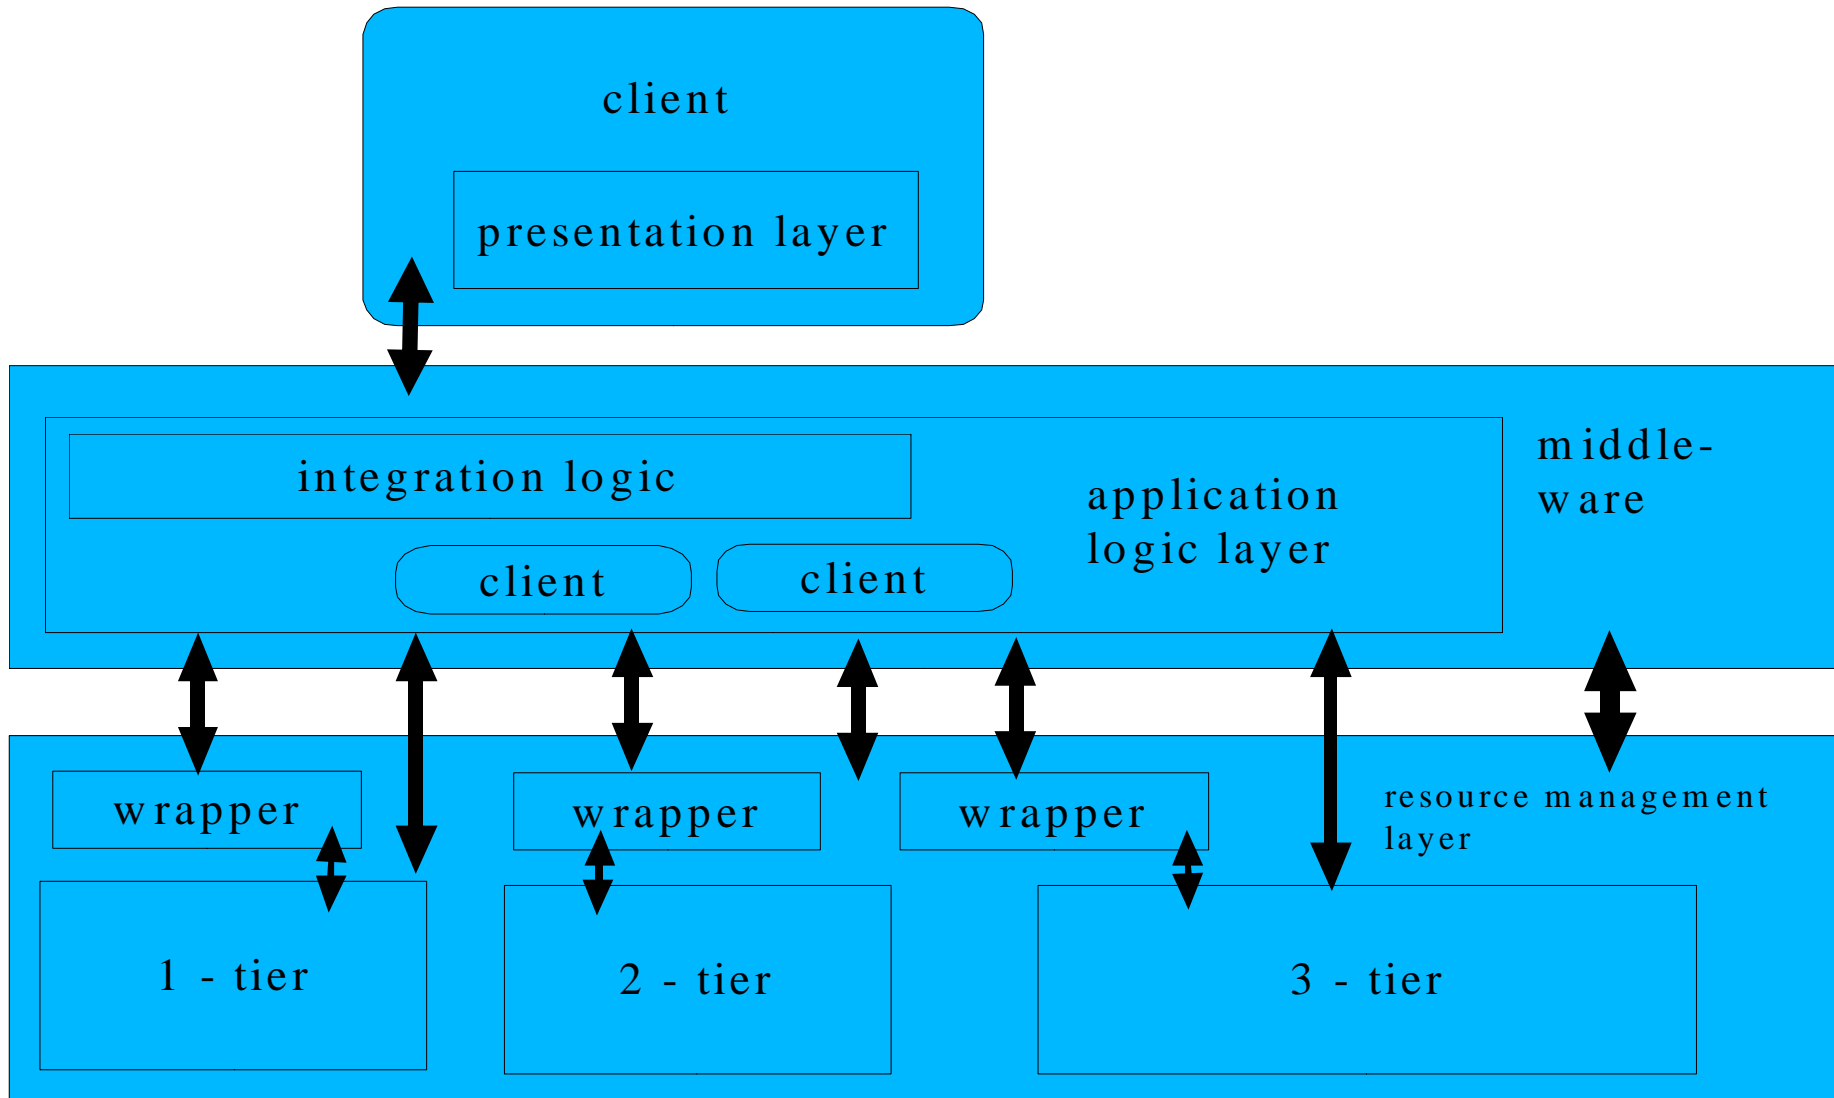 client
presentation layer
integration logic
application
logic layer
middle-
ware
client
client
wrapper
wrapper
wrapper
resource management
layer
1 - tier
2 - tier
3 - tier